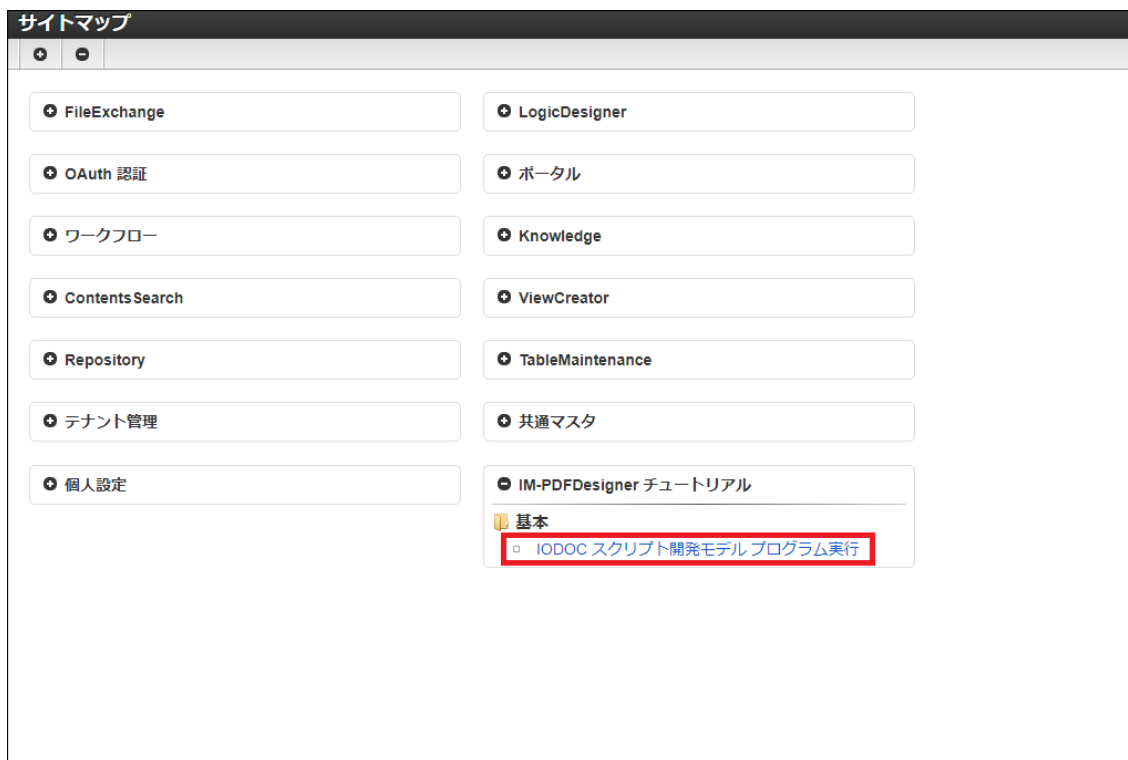 サイトマップ
FileExchange
LogicDesigner
OAuth 認証
ポータル
ワークフロー
Knowledge
ContentsSearch
ViewCreator
Repository
TableMaintenance
テナント管理
共通マスタ
個人設定
IM-PDFDesigner チュートリアル
基本
IODOC スクリプト開発モデル プログラム実行